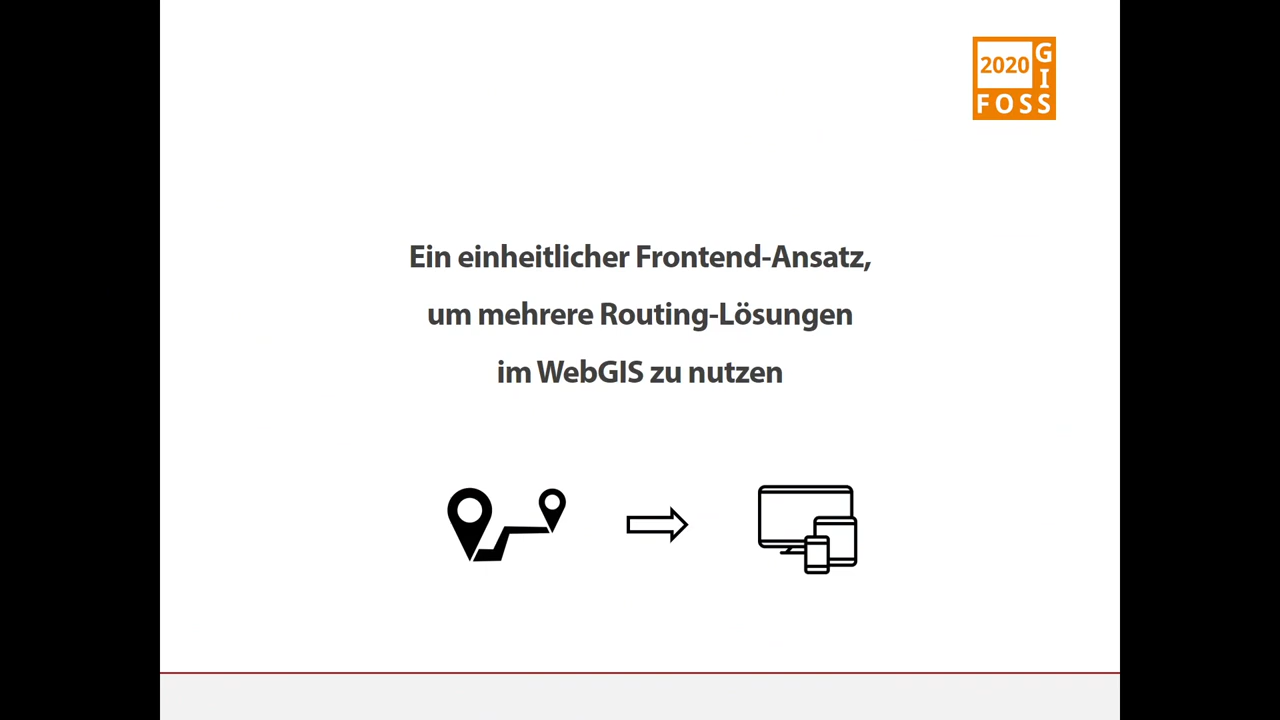 2020
G
I
FOSS
Ein einheitlicher Frontend-Ansatz,
um mehrere Routing-Lösungen
im WebGIS zu nutzen